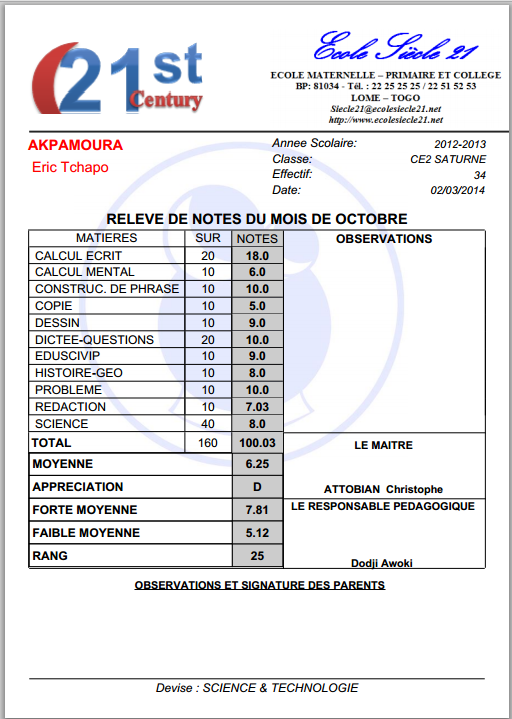 21st
Century
Ecole Siècle 21
ECOLE MATERNELLE – PRIMAIRE ET COLLEGE
BP: 81034 - Tél. : 22 25 25 25 / 22 51 52 53
LOME – TOGO
Siecle21@ecolesiecle21.net
http://www.ecolesiecle21.net
AKPAMOURA
Eric Tchapo
Annee Scolaire: 2012-2013
Classe: CE2 SATURNE
Effectif: 34
Date: 02/03/2014
RELEVE DE NOTES DU MOIS DE OCTOBRE
MATIERES SUR NOTES OBSERVATIONS
CALCUL ECRIT 20 18.0
CALCUL MENTAL 10 6.0
CONSTRUC. DE PHRASE 10 10.0
COPIE 10 5.0
DESSIN 10 9.0
DICTEE-QUESTIONS 20 10.0
EDUSCIVIP 10 9.0
HISTOIRE-GEO 10 8.0
PROBLEME 10 10.0
REDACTION 10 7.03
SCIENCE 40 8.0
TOTAL 160 100.03
LE MAITRE
MOYENNE 6.25
APPRECIATION D
ATTOBIAN Christophe
FORTE MOYENNE 7.81
LE RESPONSABLE PEDAGOGIQUE
FAIBLE MOYENNE 5.12
RANG 25
Dodji Awoki
OBSERVATIONS ET SIGNATURE DES PARENTS
Devise : SCIENCE & TECHNOLOGIE